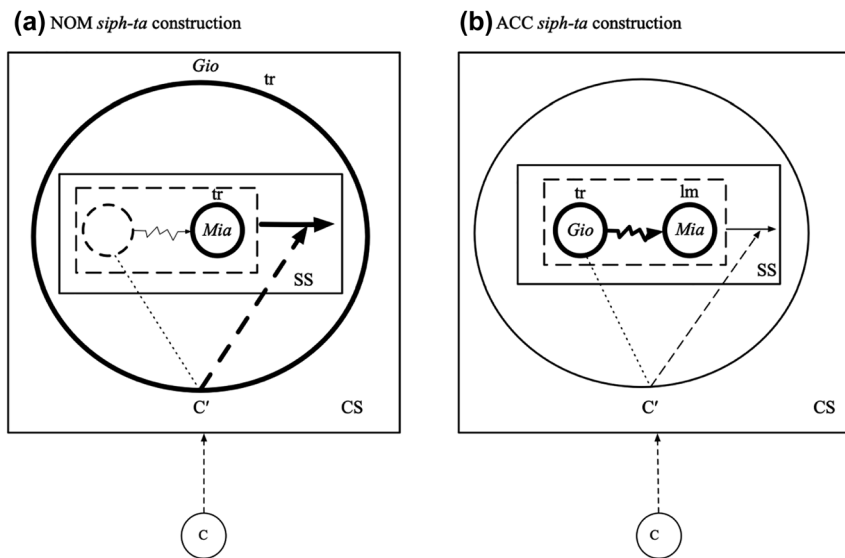 (a) NOM siph-ta construction
Gio
tr
tr
Mia
SS
C′
CS
C
(b) ACC siph-ta construction
tr
lm
Gio
Mia
SS
C′
CS
C